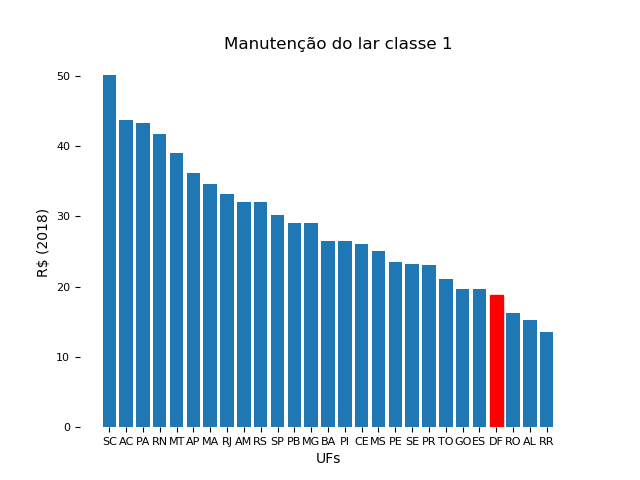 Manutenção do lar classe 1
R$ (2018)
50
40
30
20
10
0
SC AC PA RN MT AP MA RJ AM RS SP PB MG BA PI CE MS PE SE PR TO GO ES DF RO AL RR
UFs